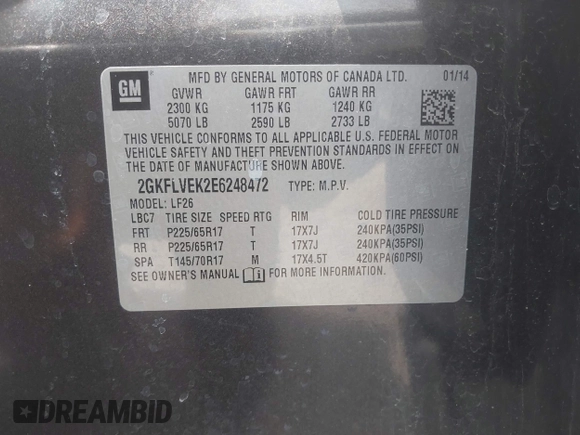 GM
MFD BY GENERAL MOTORS OF CANADA LTD. 01/14
GVWR GAWR FRT GAWR RR
2300 KG 1175 KG 1240 KG
5070 LB 2590 LB 2733 LB
THIS VEHICLE CONFORMS TO ALL APPLICABLE U.S. FEDERAL MOTOR
VEHICLE SAFETY AND THEFT PREVENTION STANDARDS IN EFFECT ON
THE DATE OF MANUFACTURE SHOWN ABOVE.
2GKFLVEK2E6248472 TYPE: M.P.V.
MODEL: LF26
LBC7 TIRE SIZE SPEED RTG RIM COLD TIRE PRESSURE
FRT P225/65R17 T 17X7J 240KPA(35PSI)
RR P225/65R17 T 17X7J 240KPA(35PSI)
SPA T145/70R17 M 17X4.5T 420KPA(60PSI)
SEE OWNER'S MANUAL FOR MORE INFORMATION.
DREAMBID